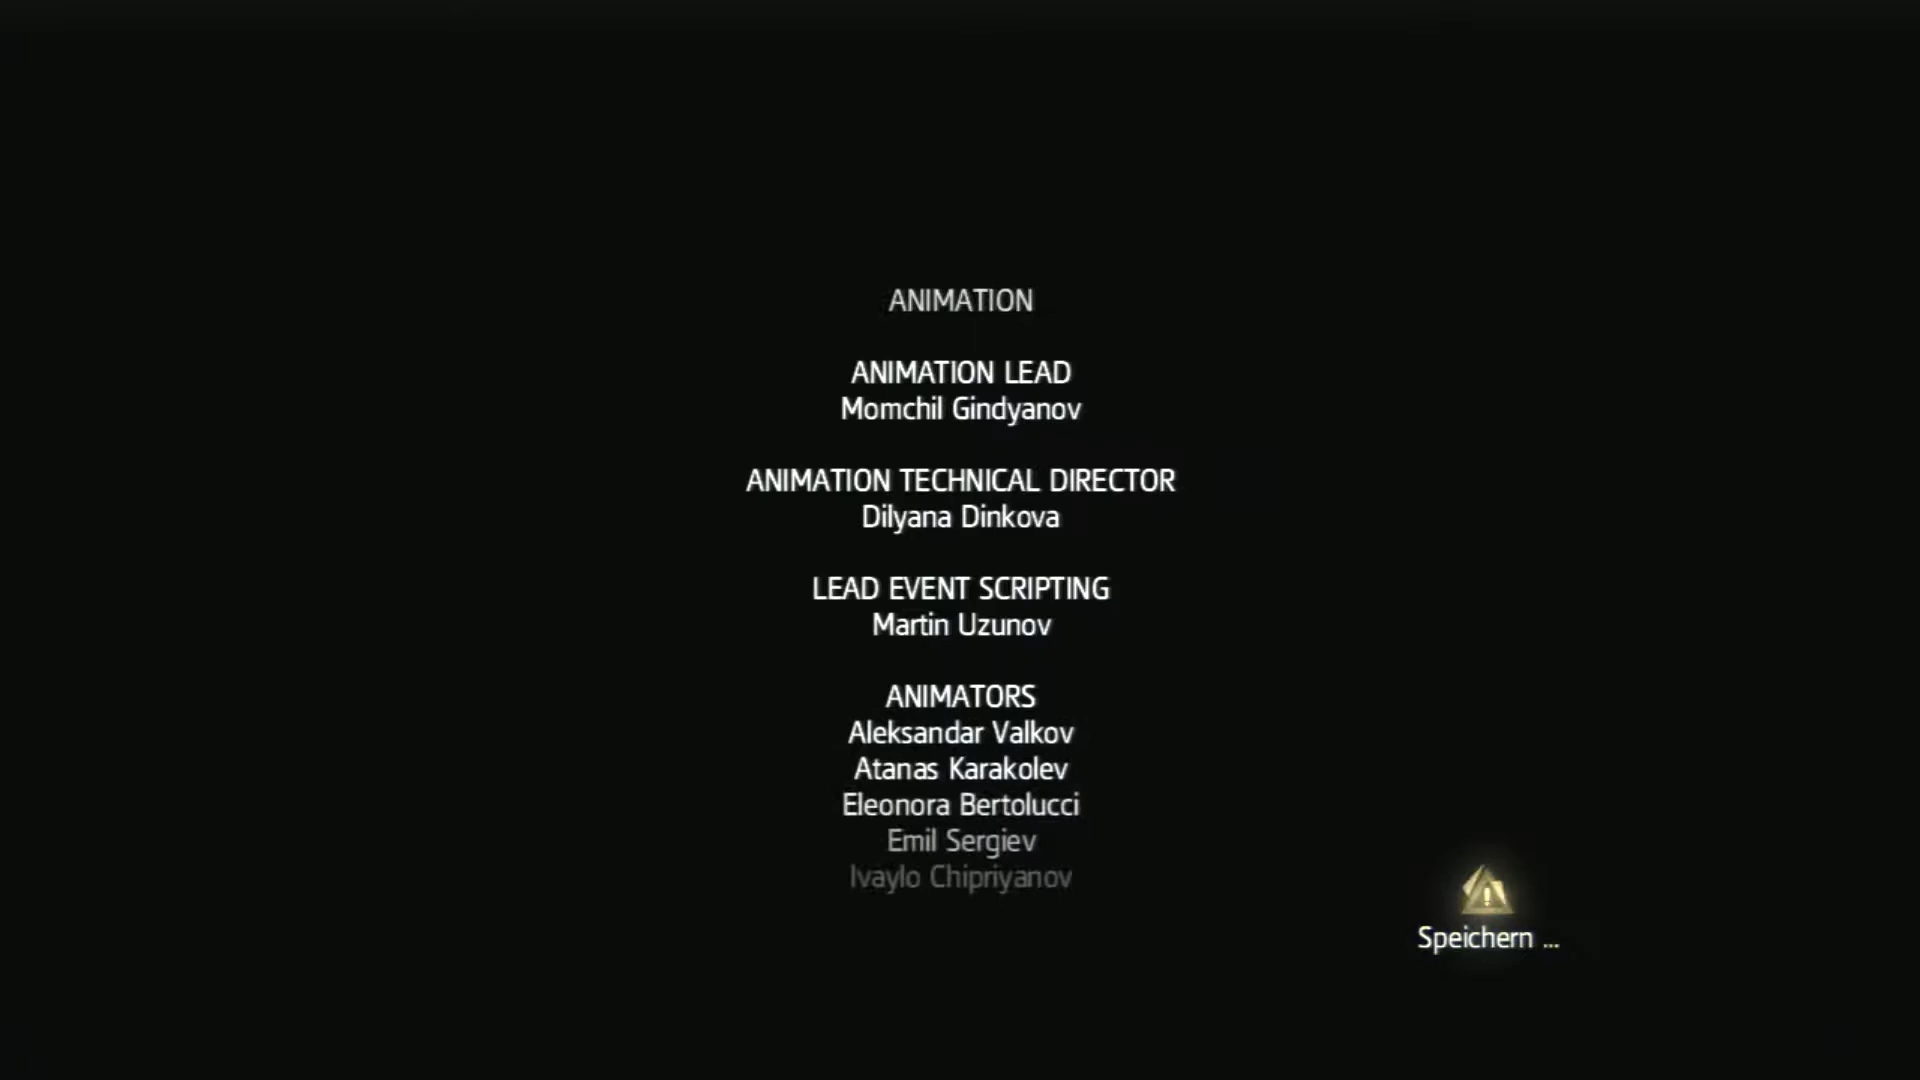 ANIMATION
ANIMATION LEAD
Momchil Gindyanov
ANIMATION TECHNICAL DIRECTOR
Dilyana Dinkova
LEAD EVENT SCRIPTING
Martin Uzunov
ANIMATORS
Aleksandar Valkov
Atanas Karakolev
Eleonora Bertolucci
Emil Sergiev
Ivaylo Chipriyanov
Speichern ...